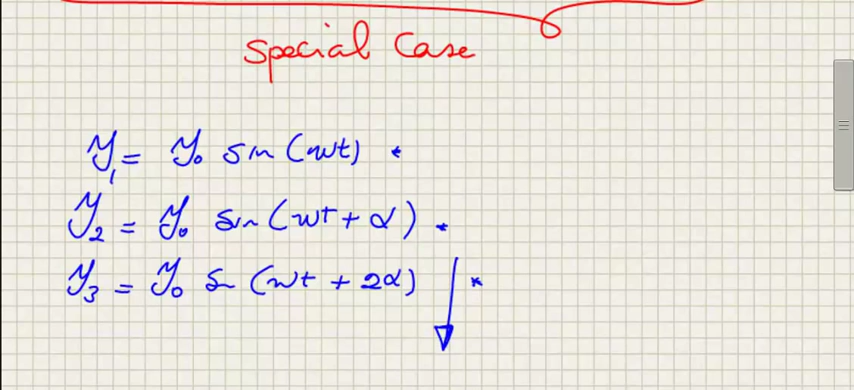 Special Case
y₁ = y₀ sin (ωt) *
y₂ = y₀ sin (ωt + α) *
y₃ = y₀ sin (ωt + 2α) *